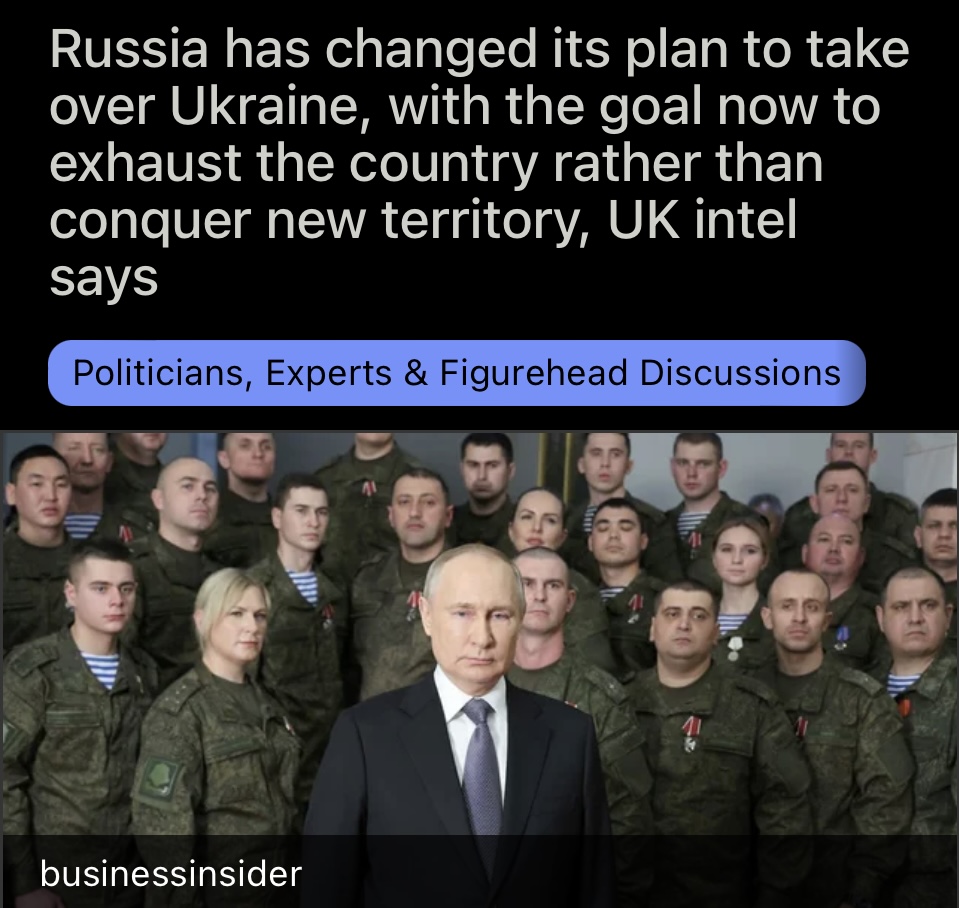 Russia has changed its plan to take
over Ukraine, with the goal now to
exhaust the country rather than
conquer new territory, UK intel
says
Politicians, Experts & Figurehead Discussions
businessinsider